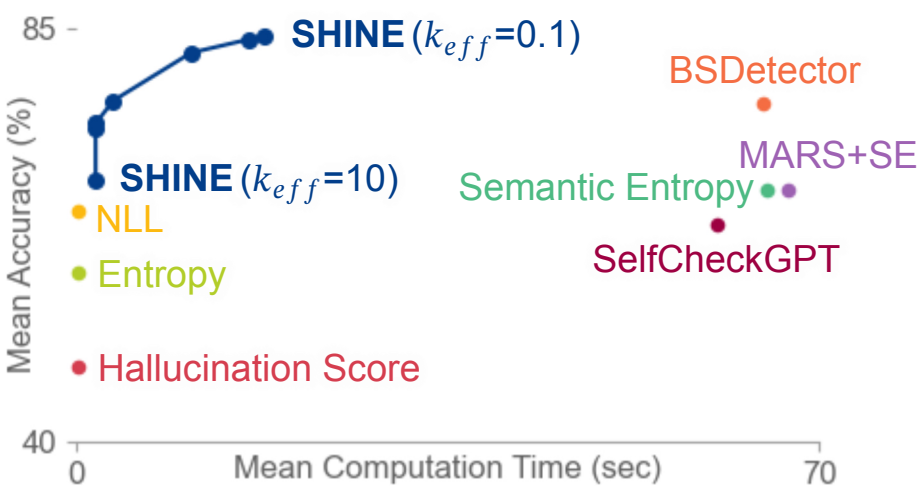 85
SHINE (k_eff=0.1)
BSDetector
MARS+SE
SHINE (k_eff=10)
Semantic Entropy
NLL
SelfCheckGPT
Entropy
Hallucination Score
Mean Accuracy (%)
40
0
Mean Computation Time (sec)
70